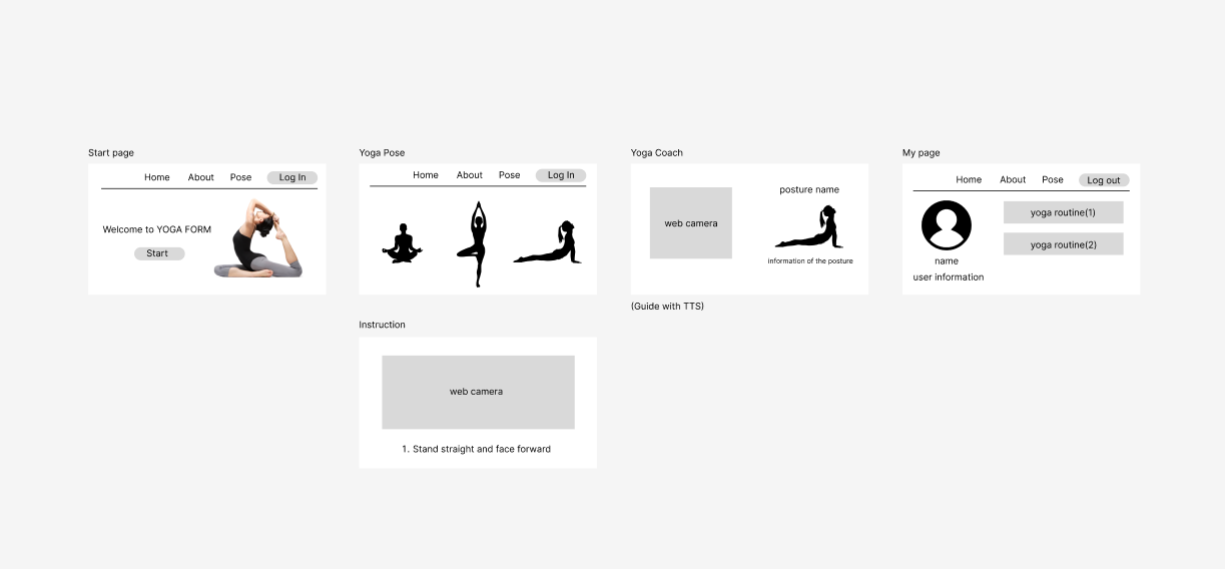 Start page
Home About Pose Log In
Welcome to YOGA FORM
Start
Yoga Pose
Home About Pose Log In
Instruction
web camera
1. Stand straight and face forward
Yoga Coach
web camera
posture name
information of the posture
(Guide with TTS)
My page
Home About Pose Log out
name
user information
yoga routine(1)
yoga routine(2)